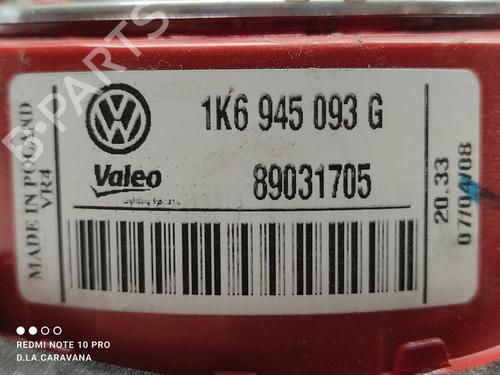 B-PARTS
MADE IN POLAND
VR4
1K6 945 093 G
Valeo
89031705
20.33
07/04/08
REDMI NOTE 10 PRO
D.LA.CARAVANA